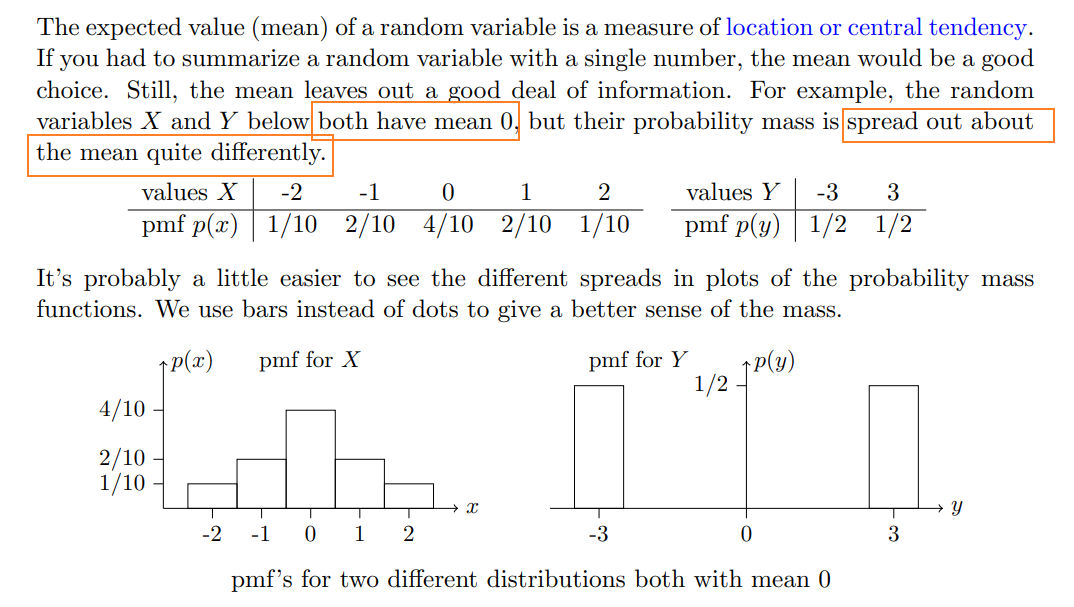 The expected value (mean) of a random variable is a measure of location or central tendency.
If you had to summarize a random variable with a single number, the mean would be a good
choice. Still, the mean leaves out a good deal of information. For example, the random
variables X and Y below both have mean 0, but their probability mass is spread out about
the mean quite differently.
values X -2 -1 0 1 2
pmf p(x) 1/10 2/10 4/10 2/10 1/10
values Y -3 3
pmf p(y) 1/2 1/2
It's probably a little easier to see the different spreads in plots of the probability mass
functions. We use bars instead of dots to give a better sense of the mass.
p(x) pmf for X
4/10
2/10
1/10
x
-2 -1 0 1 2
pmf for Y p(y)
1/2
y
-3 0 3
pmf's for two different distributions both with mean 0